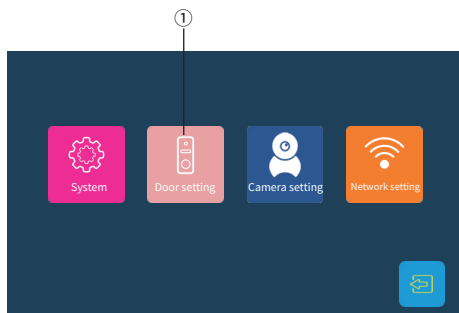 ①
System
Door setting
Camera setting
Network setting